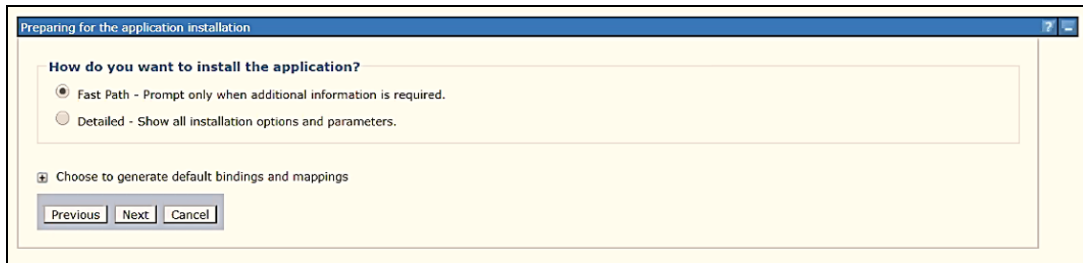 Preparing for the application installation ? –
How do you want to install the application?
Fast Path - Prompt only when additional information is required.
Detailed - Show all installation options and parameters.
+ Choose to generate default bindings and mappings
Previous Next Cancel